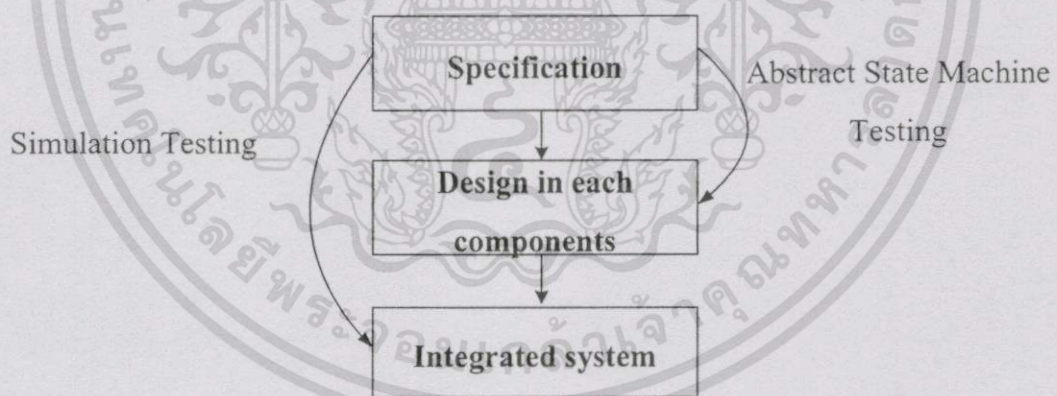 Specification
Abstract State Machine
Testing
Simulation Testing
Design in each
components
Integrated system